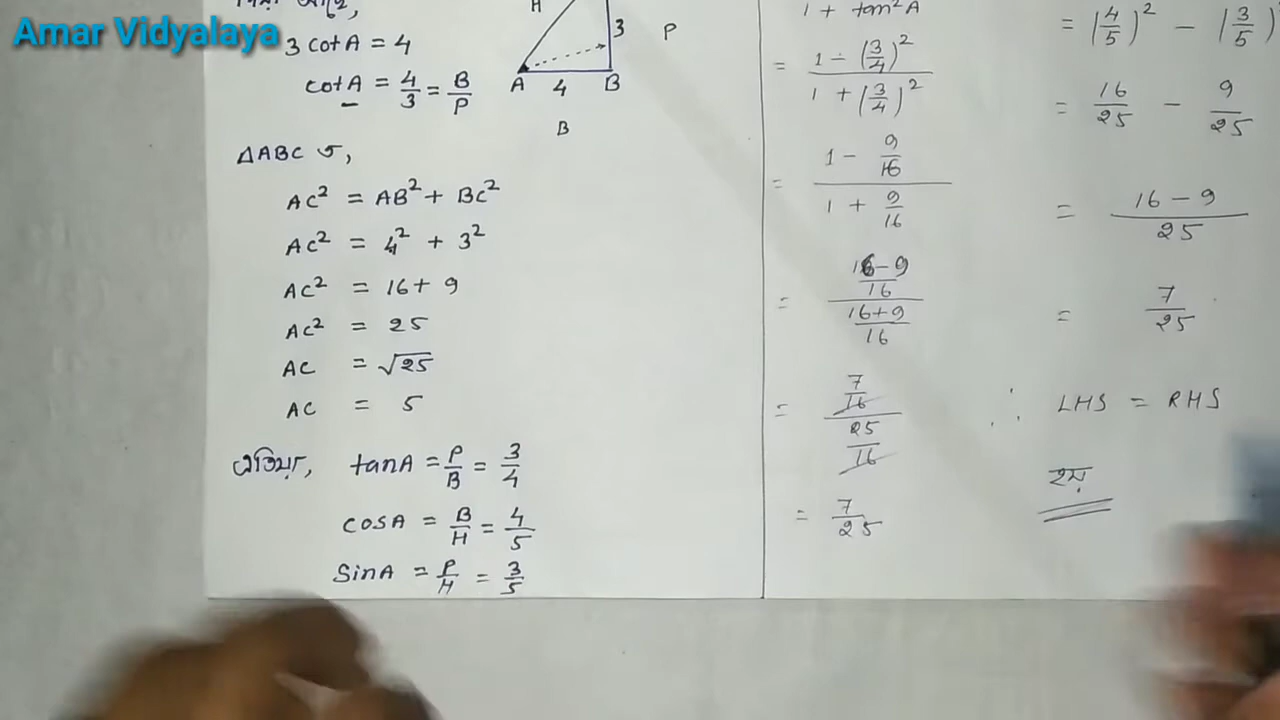 Amar Vidyalaya
3 cot A = 4
cot A = 4/3 = B/P
H
3
P
A 4 B
B
△ABC ত,
AC² = AB² + BC²
AC² = 4² + 3²
AC² = 16 + 9
AC² = 25
AC = √25
AC = 5
এতিয়া, tan A = P/B = 3/4
cos A = B/H = 4/5
Sin A = P/H = 3/5
1 + tan² A
= (1 - (3/4)²)/(1 + (3/4)²)
= (1 - 9/16)/(1 + 9/16)
= ((16-9)/16)/((16+9)/16)
= (7/16)/(25/16)
= 7/25
= (4/5)² - (3/5)²
= 16/25 - 9/25
= (16 - 9)/25
= 7/25
∴ LHS = RHS
হয়